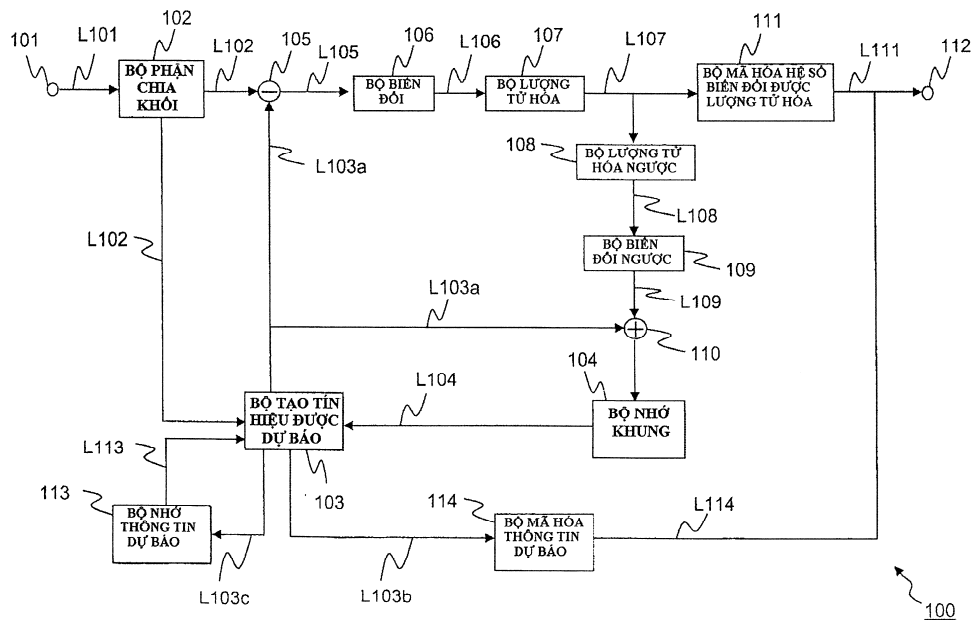 101
L101
102
L102
105
L105
106
L106
107
L107
111
L111
112
BỘ PHẬN
CHIA
KHỐI
BỘ BIẾN
ĐỔI
BỘ LƯỢNG
TỬ HÓA
BỘ MÃ HÓA HỆ SỐ
BIẾN ĐỔI ĐƯỢC
LƯỢNG TỬ HÓA
L103a
108
BỘ LƯỢNG TỬ
HÓA NGƯỢC
L108
L102
BỘ BIẾN
ĐỔI NGƯỢC
109
L103a
L109
110
L104
104
BỘ TẠO TÍN
HIỆU ĐƯỢC
DỰ BÁO
BỘ NHỚ
KHUNG
L113
103
113
BỘ NHỚ
THÔNG TIN
DỰ BÁO
114
BỘ MÃ HÓA
THÔNG TIN
DỰ BÁO
L114
L103c
L103b
100